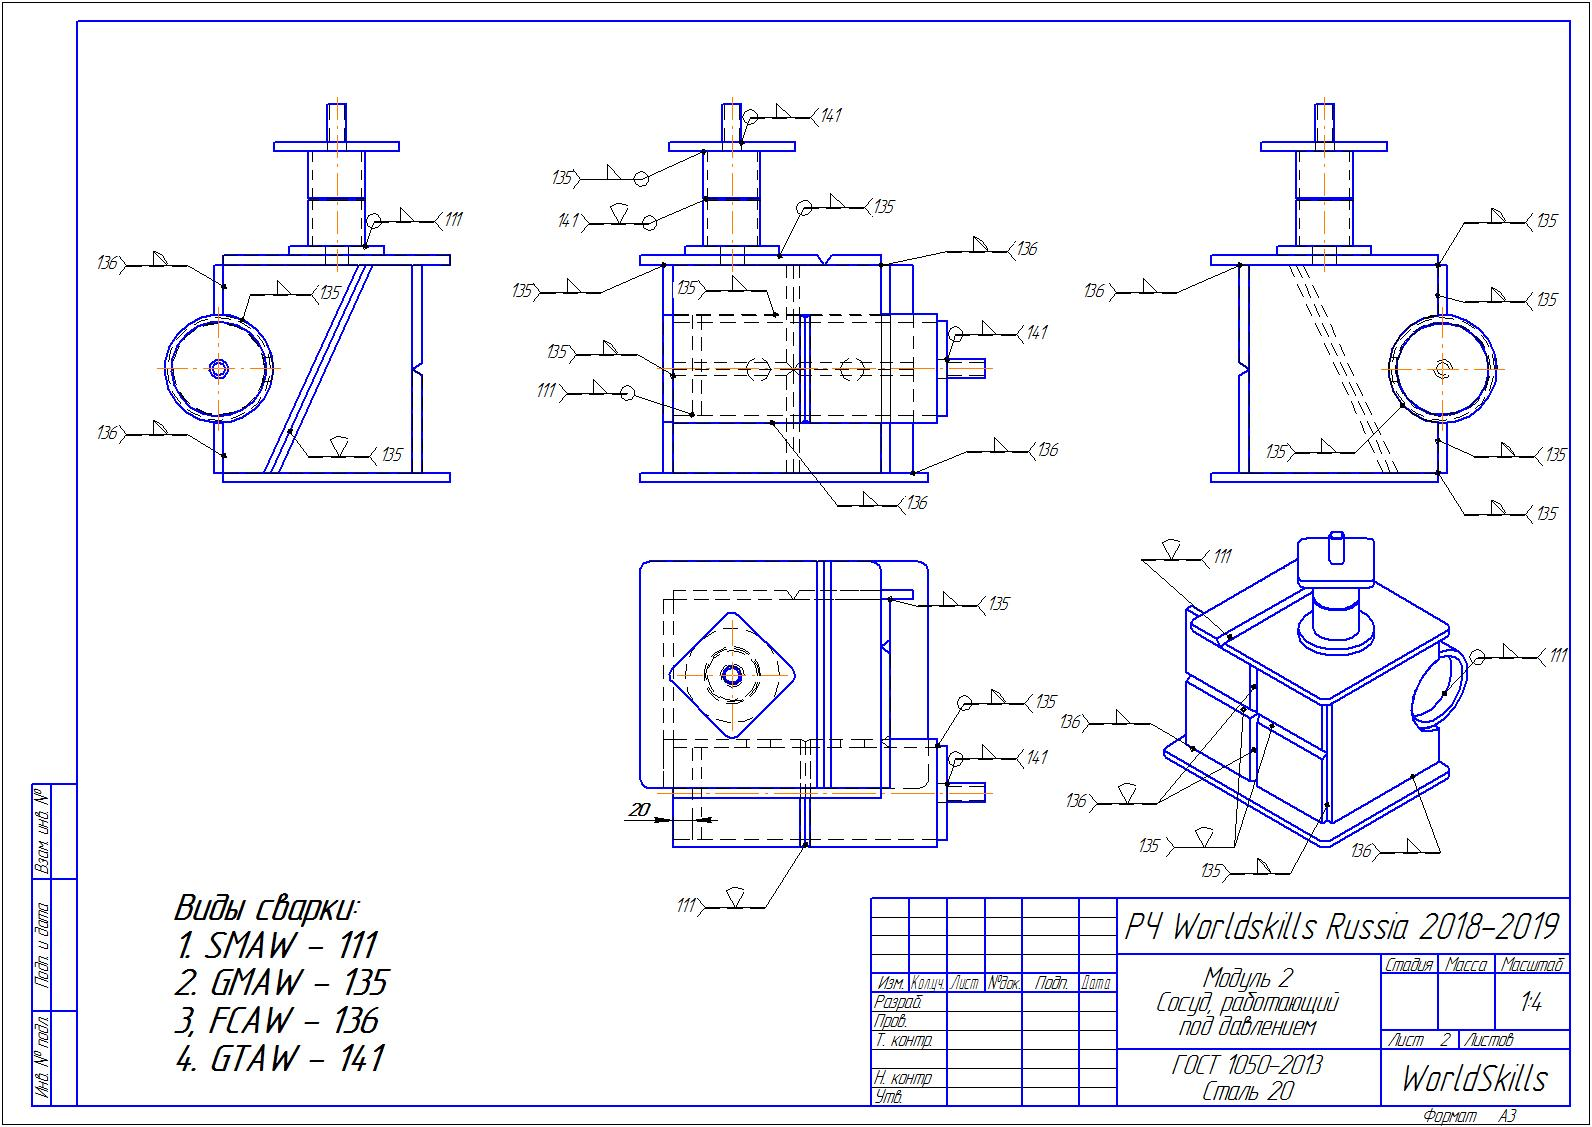 141
135
141
135
111
136
135
136
135
135
135
141
111
136
135
135
136
135
135
135
136
136
135
135
135
141
20
111
111
111
136
136
135
135
136
Виды сварки:
1. SMAW – 111
2. GMAW – 135
3, FCAW – 136
4. GTAW – 141
Взам. инв. №
Подп. и дата
Инв. № подл.
РЧ Worldskills Russia 2018-2019
Изм. Кол.уч. Лист №док. Подп. Дата
Разраб.
Пров.
Т. контр.
Н. контр
Утв.
Модуль 2
Сосуд, работающий
под давлением
Стадия Масса Масштаб
1:4
Лист 2 Листов
ГОСТ 1050-2013
Сталь 20
WorldSkills
Формат А3